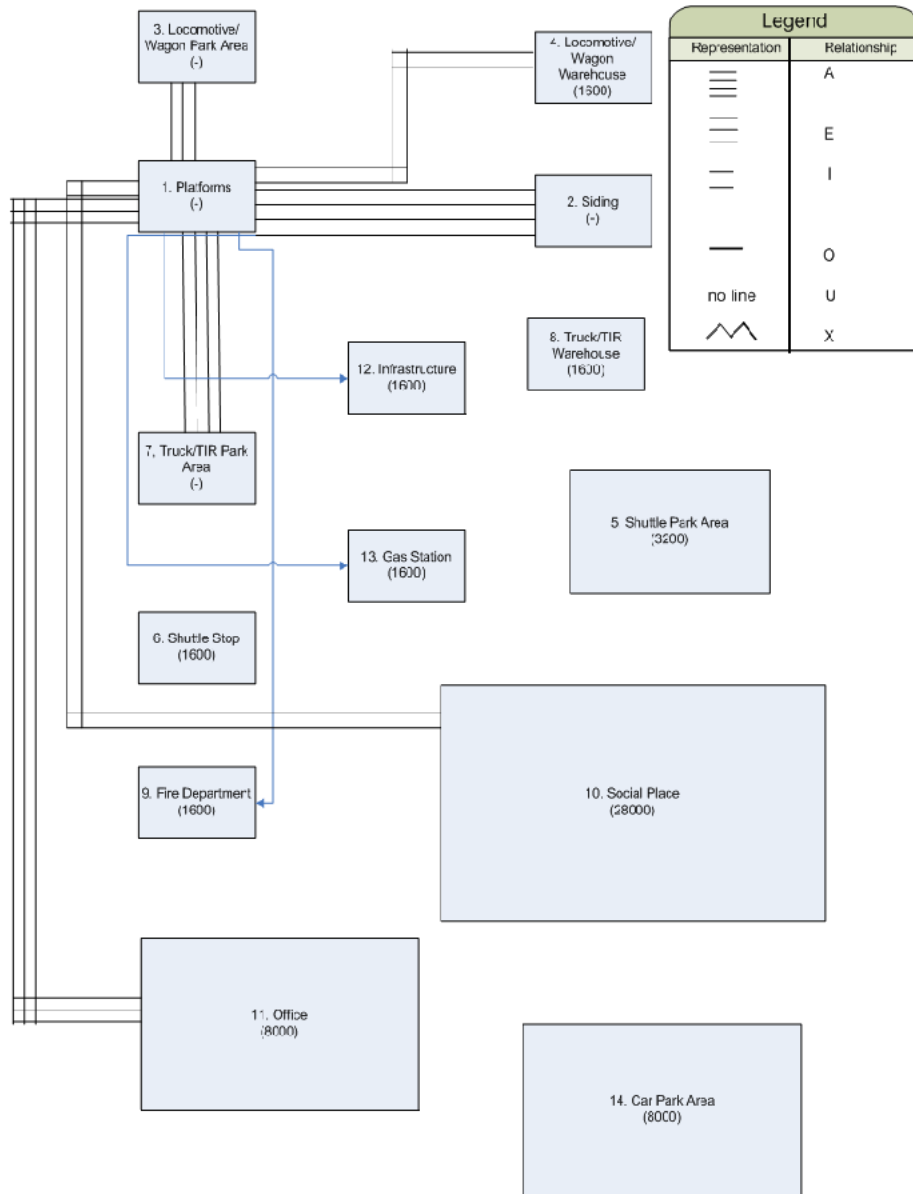 3. Locomotive/
Wagon Park Area
(-)
4. Locomotive/
Wagon
Warehcuse
(1600)
Legend
Representation
Relationship
A
E
I
O
no line
U
X
1. Platforms
(-)
2. Siding
(-)
12. Infrastructure
(1600)
8. Truck/TIR
Warehouse
(1600)
7, Truck/TIR Park
Area
(-)
5 Shuttle Park Area
(3200)
13. Gas Station
(1600)
6. Shuttle Stop
(1600)
9. Fire Department
(1600)
10. Social Place
(28000)
11. Office
(8000)
14. Car Park Area
(8000)